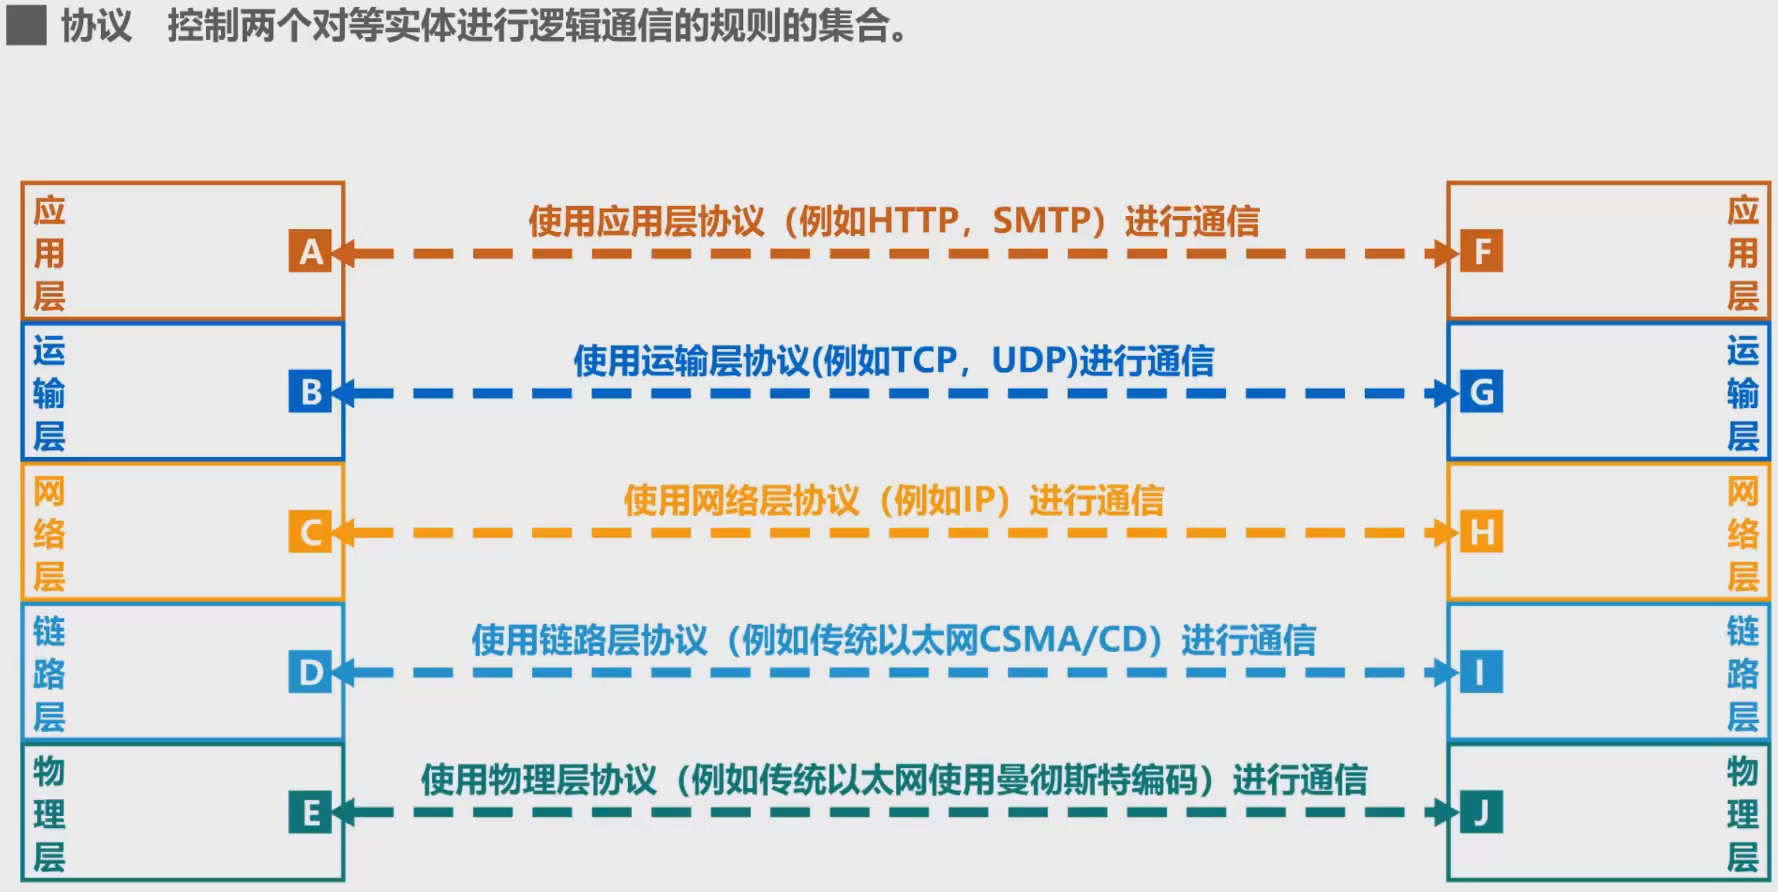 协议 控制两个对等实体进行逻辑通信的规则的集合。
应用层
A
使用应用层协议（例如HTTP，SMTP）进行通信
F
应用层
运输层
B
使用运输层协议(例如TCP，UDP)进行通信
G
运输层
网络层
C
使用网络层协议（例如IP）进行通信
H
网络层
链路层
D
使用链路层协议（例如传统以太网CSMA/CD）进行通信
I
链路层
物理层
E
使用物理层协议（例如传统以太网使用曼彻斯特编码）进行通信
J
物理层